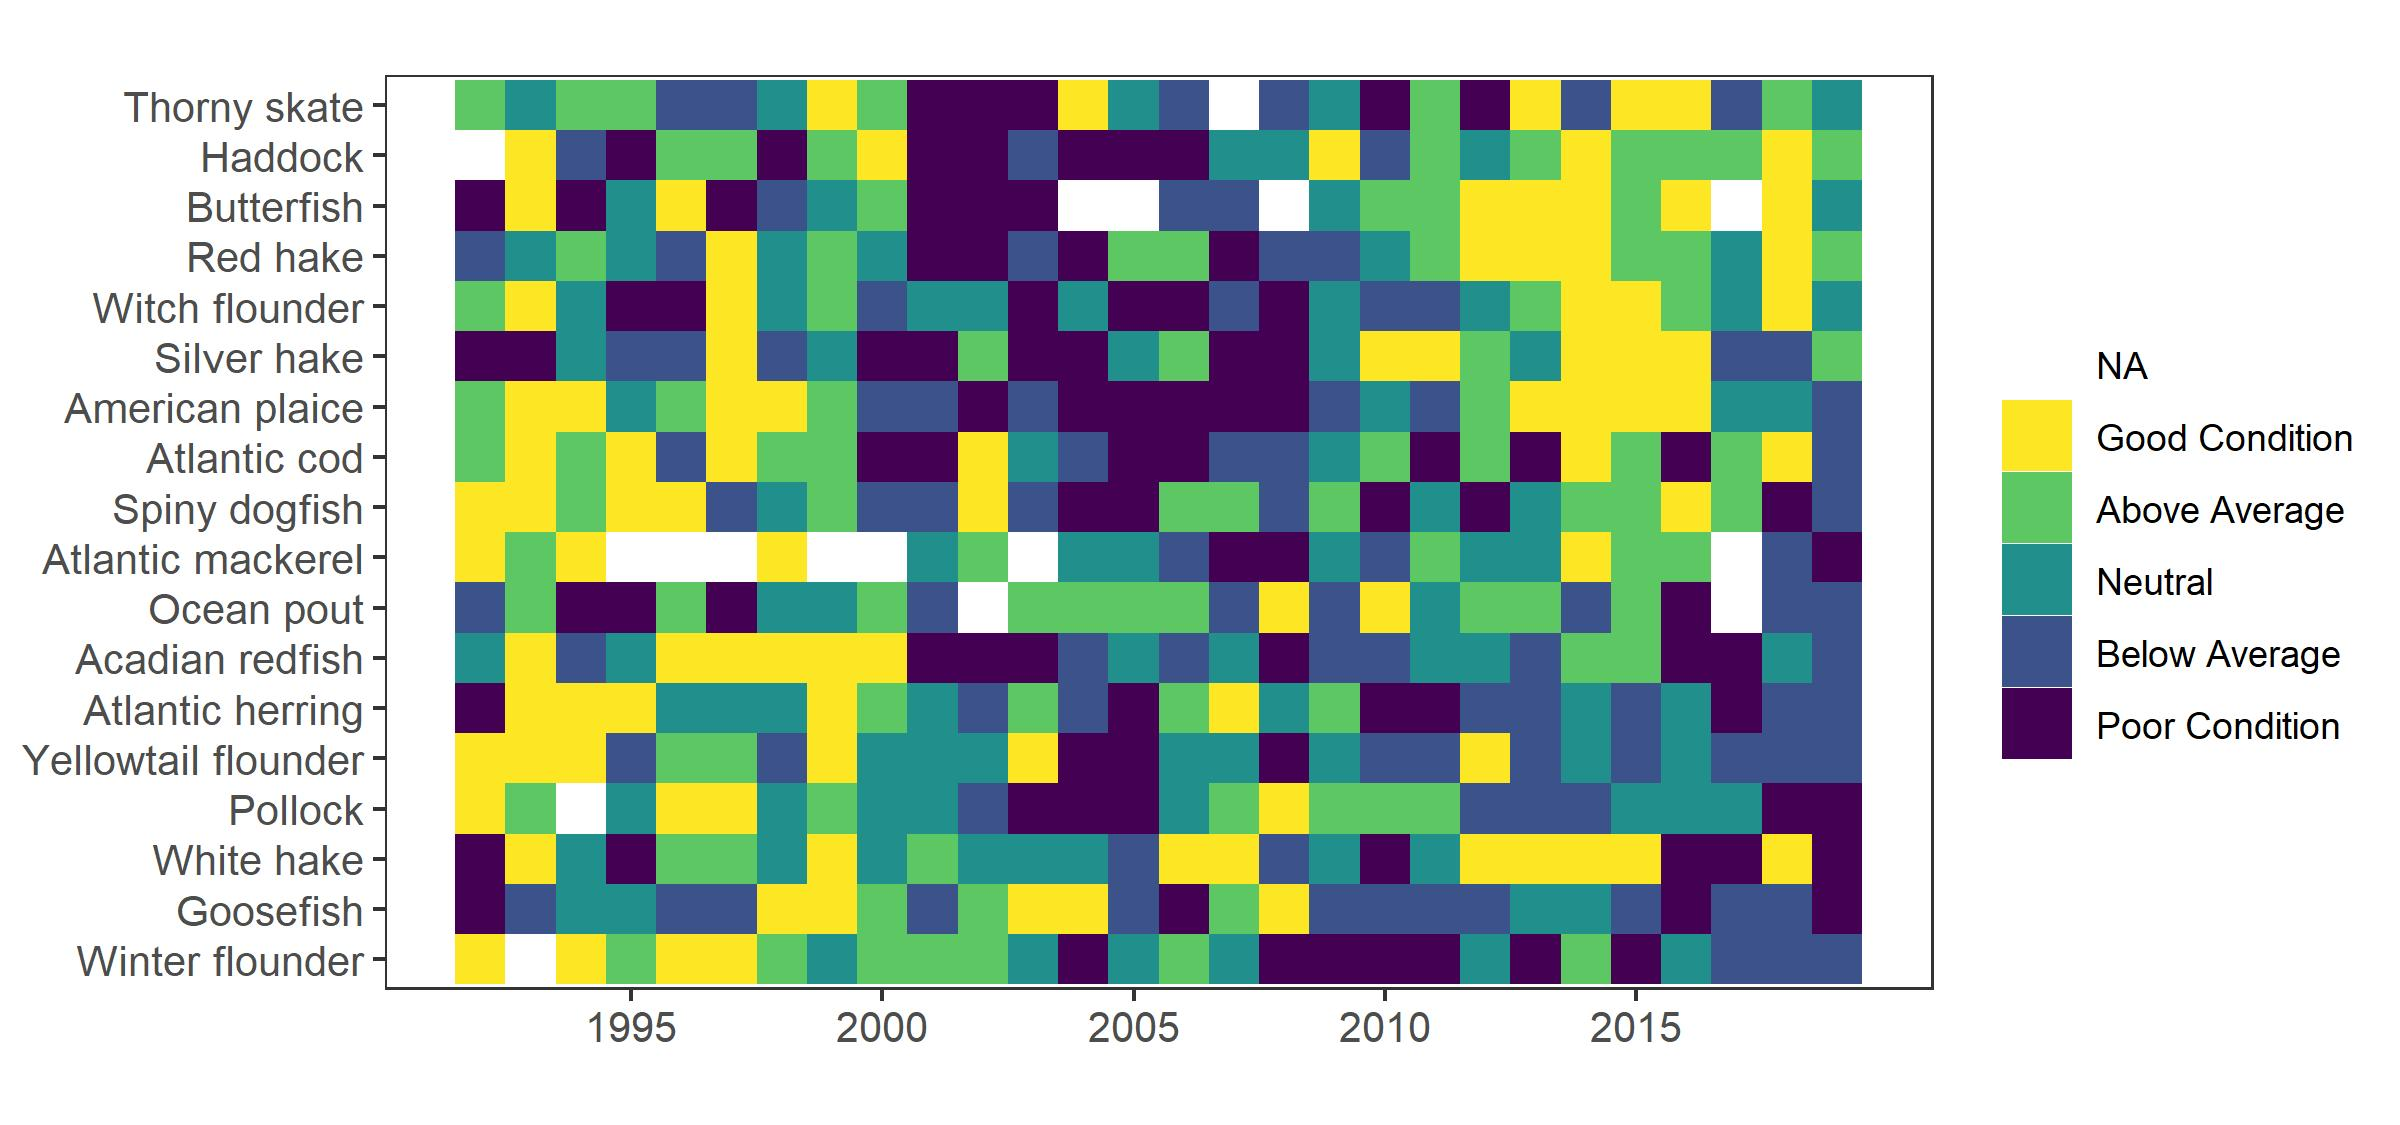 Thorny skate
Haddock
Butterfish
Red hake
Witch flounder
Silver hake
American plaice
Atlantic cod
Spiny dogfish
Atlantic mackerel
Ocean pout
Acadian redfish
Atlantic herring
Yellowtail flounder
Pollock
White hake
Goosefish
Winter flounder
1995 2000 2005 2010 2015
NA
Good Condition
Above Average
Neutral
Below Average
Poor Condition